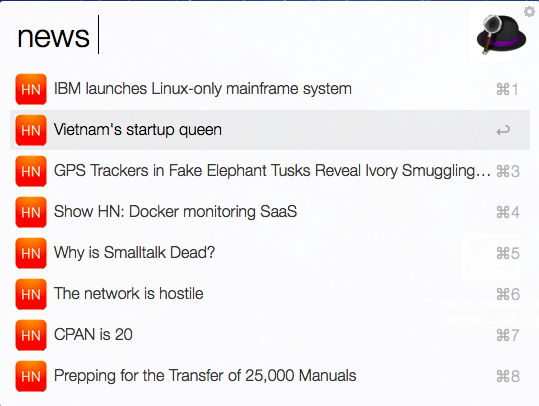 news
HN IBM launches Linux-only mainframe system ⌘1
HN Vietnam's startup queen ↩
HN GPS Trackers in Fake Elephant Tusks Reveal Ivory Smuggling... ⌘3
HN Show HN: Docker monitoring SaaS ⌘4
HN Why is Smalltalk Dead? ⌘5
HN The network is hostile ⌘6
HN CPAN is 20 ⌘7
HN Prepping for the Transfer of 25,000 Manuals ⌘8